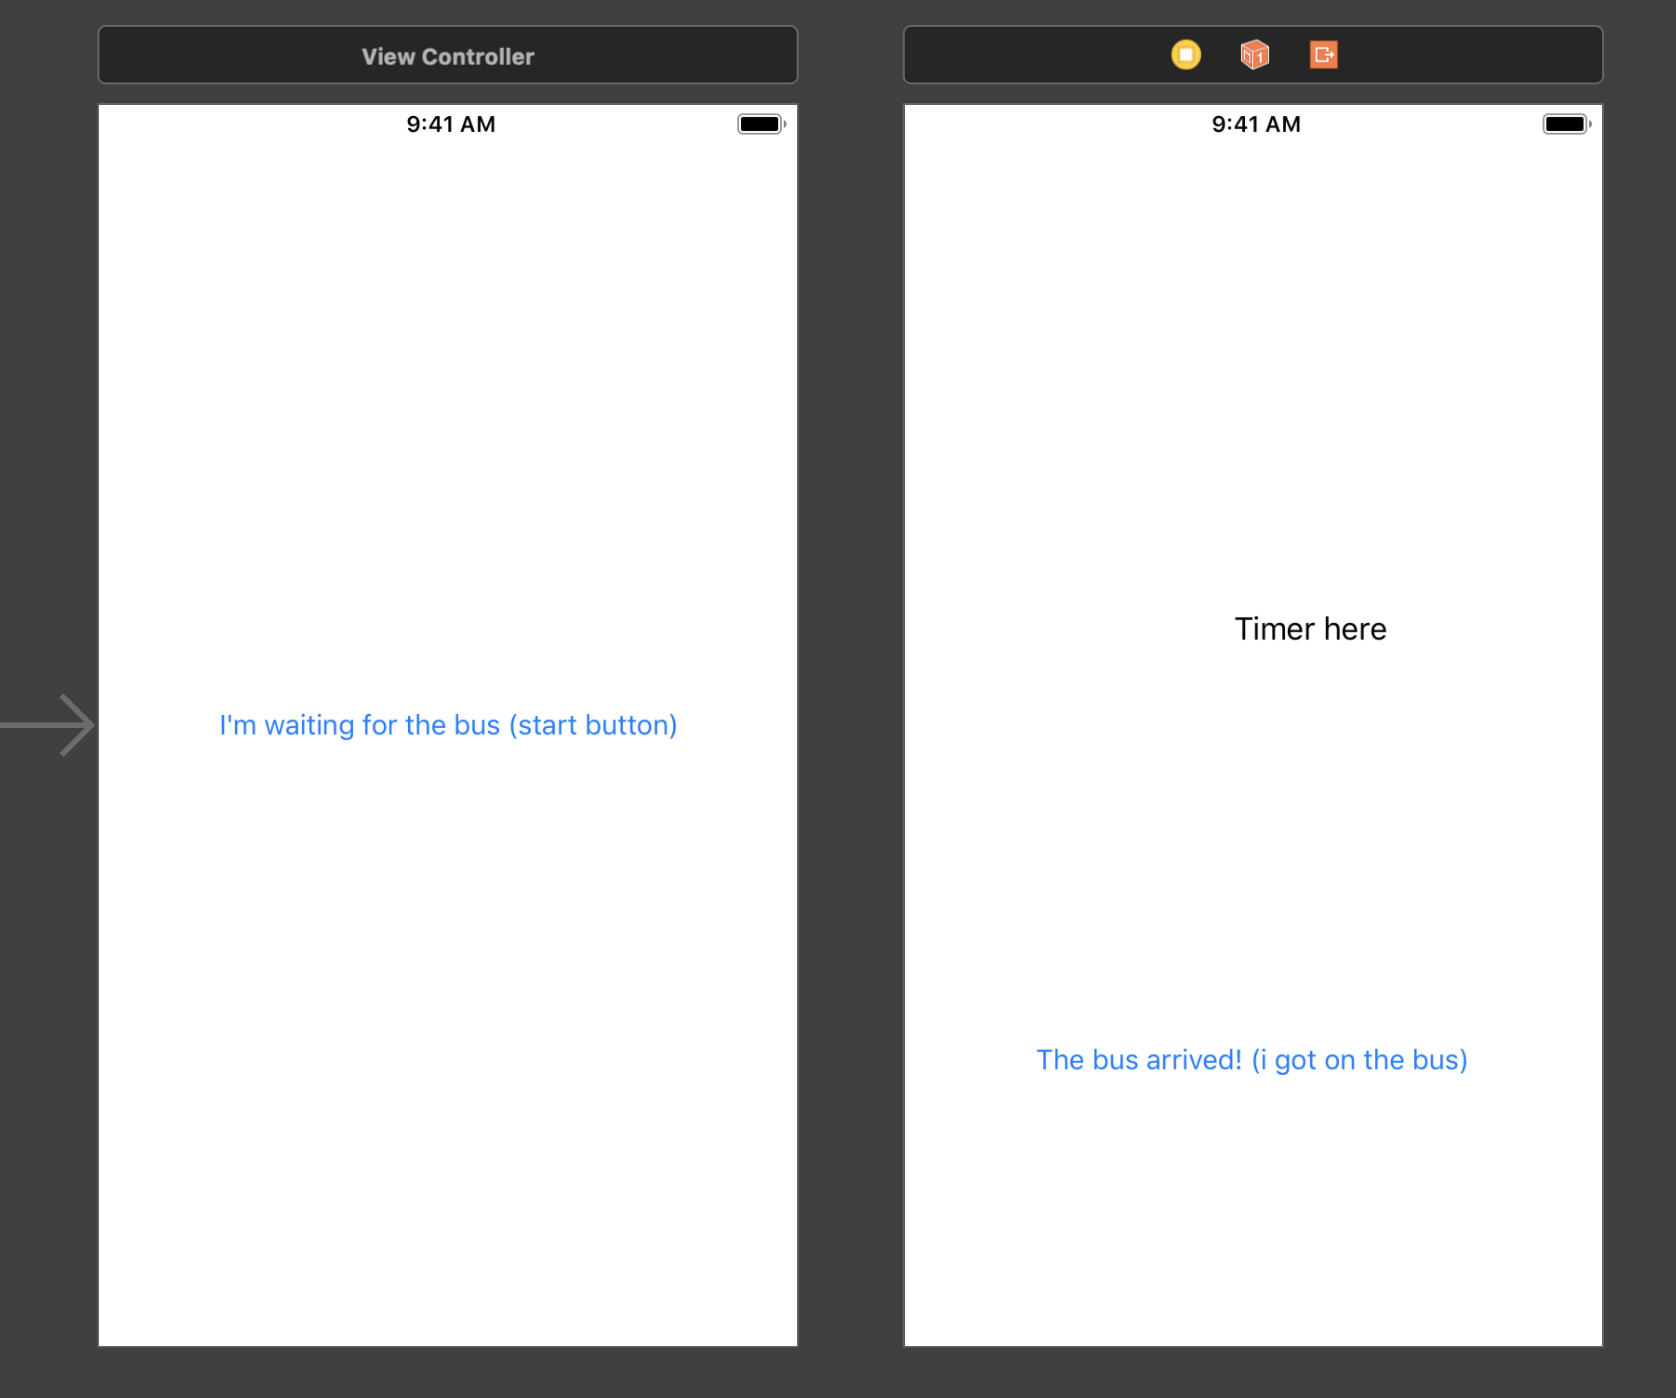 View Controller
9:41 AM
I'm waiting for the bus (start button)
1
9:41 AM
Timer here
The bus arrived! (i got on the bus)